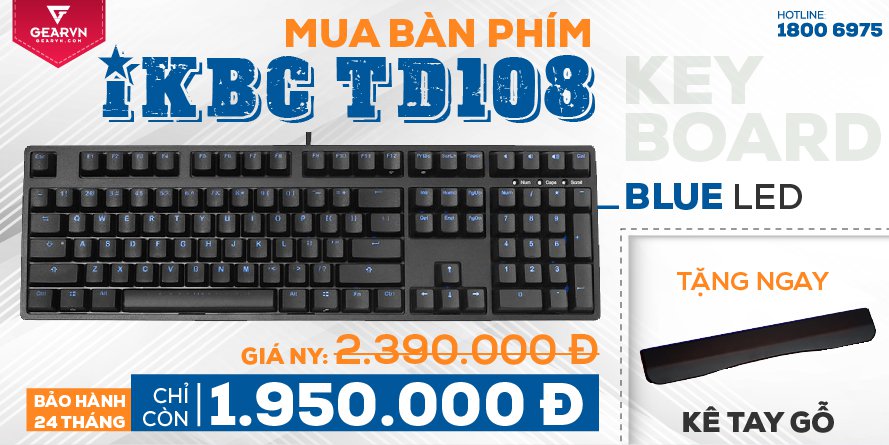 GEARVN
GEARVN.COM
HOTLINE
1800 6975
MUA BÀN PHÍM
iKBC TD108
KEY
BOARD
BLUE LED
TẶNG NGAY
KÊ TAY GỖ
GIÁ NY: 2.390.000 Đ
BẢO HÀNH
24 THÁNG
CHỈ
CÒN
1.950.000 Đ